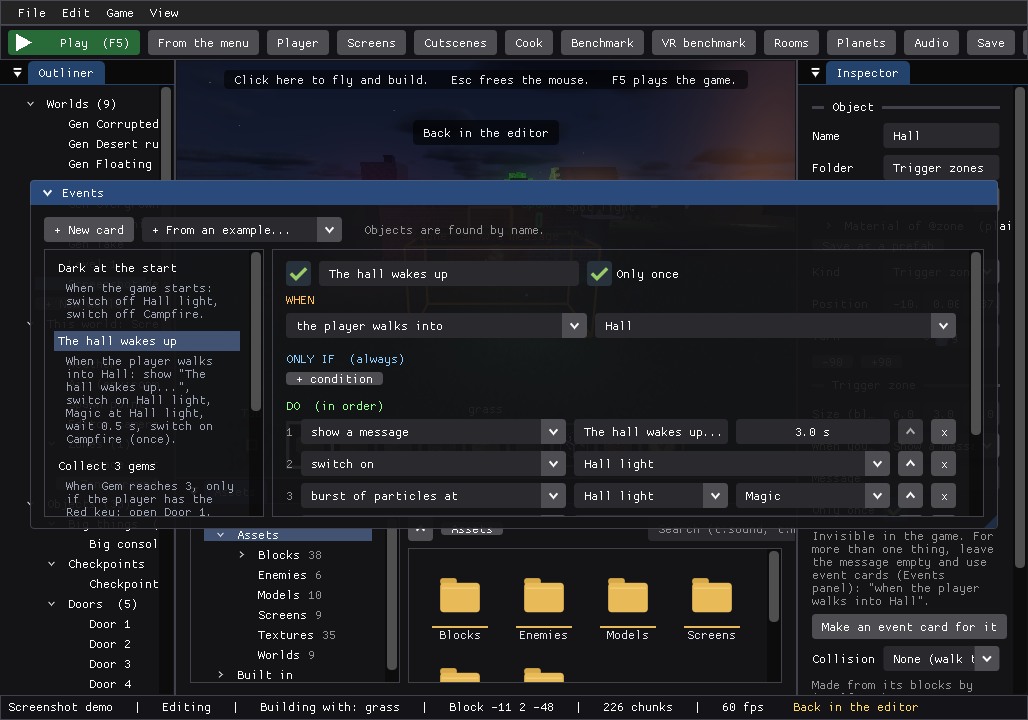 File Edit Game View
Play (F5) From the menu Player Screens Cutscenes Cook Benchmark VR benchmark Rooms Planets Audio Save
Outliner
Click here to fly and build. Esc frees the mouse. F5 plays the game.
Inspector
Worlds (9)
Gen Corrupted
Gen Desert ru
Gen Floating
Back in the editor
Object
Name Hall
Folder Trigger zones
Events
+ New card + From an example... Objects are found by name.
Dark at the start
When the game starts:
switch off Hall light,
switch off Campfire.
The hall wakes up
When the player walks
into Hall: show "The
hall wakes up...",
switch on Hall light,
Magic at Hall light,
wait 0.5 s, switch on
Campfire (once).
Collect 3 gems
When Gem reaches 3, only
if the player has the
Red key: open Door 1.
The hall wakes up Only once
WHEN
the player walks into Hall
ONLY IF (always)
+ condition
DO (in order)
1 show a message The hall wakes up... 3.0 s x
2 switch on Hall light x
3 burst of particles at Hall light Magic x
Big consol
Checkpoints
Checkpoint
Doors (5)
Door 1
Door 2
Door 3
Door 4
Assets
Blocks 38
Enemies 6
Models 10
Screens 9
Textures 35
Worlds 9
Built in
Assets Search (t:sound, t:m
Blocks Enemies Models Screens
Invisible in the game. For
more than one thing, leave
the message empty and use
event cards (Events
panel): "when the player
walks into Hall".
Make an event card for it
Collision None (walk t
Made from its blocks by
Screenshot demo | Editing | Building with: grass | Block -11 2 -48 | 226 chunks | 60 fps Back in the editor